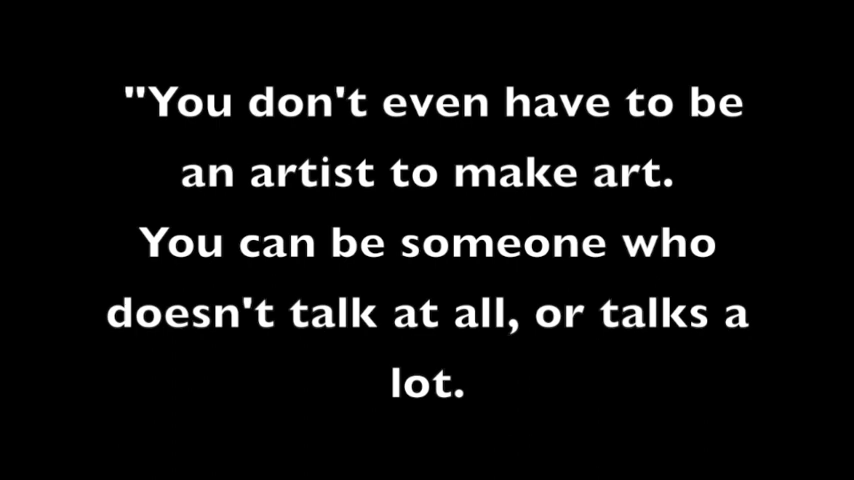 "You don't even have to be
an artist to make art.
You can be someone who
doesn't talk at all, or talks a
lot.